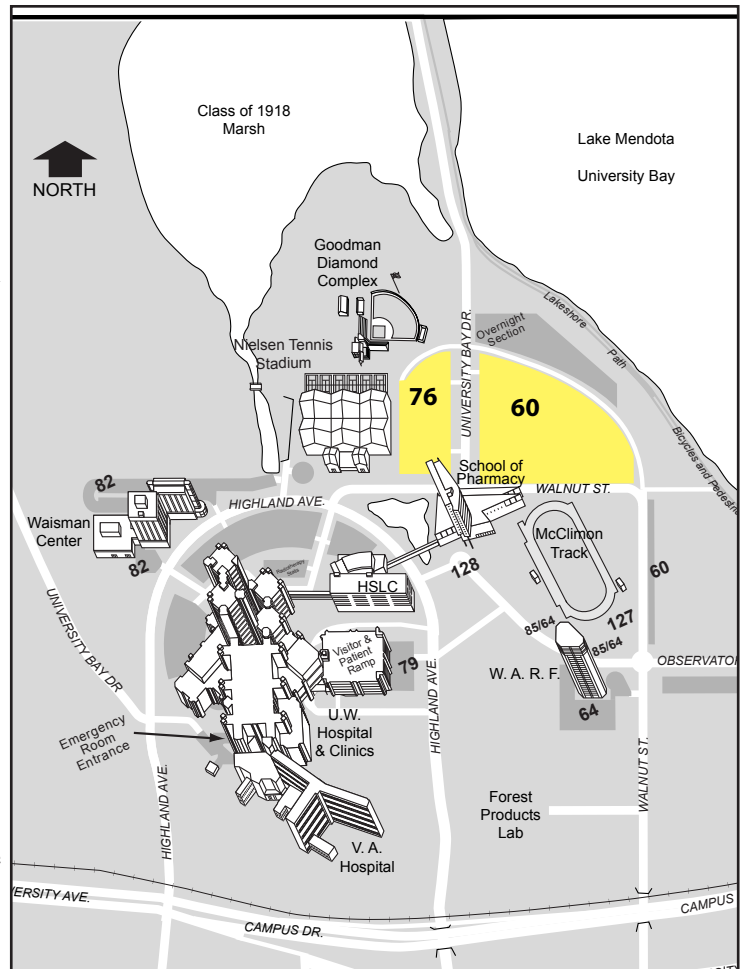 Class of 1918
Marsh
Lake Mendota
University Bay
NORTH
Goodman
Diamond
Complex
Nielsen Tennis
Stadium
UNIVERSITY BAY DR.
Overnight
Section
Lakeshore
Path
Bicycles and Pedest
76
60
School of
Pharmacy
WALNUT ST.
82
HIGHLAND AVE.
Waisman
Center
82
McClimon
Track
60
HSLC
128
127
85/64
85/64
UNIVERSITY BAY DR
Visitor &
Patient
Ramp
79
W. A. R. F.
OBSERVATOR
64
U.W.
Hospital
& Clinics
Emergency
Room
Entrance
HIGHLAND AVE.
HIGHLAND AVE.
WALNUT ST.
Forest
Products
Lab
V. A.
Hospital
VERSITY AVE.
CAMPUS DR.
CAMPUS